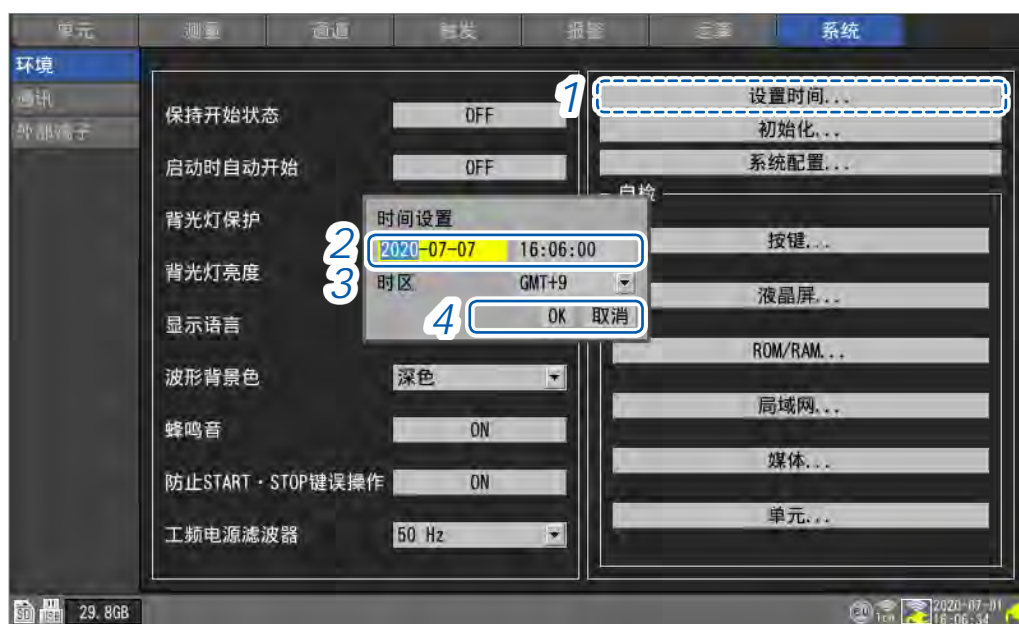 单元 测量 通道 触发 报警 运算 系统
环境
通讯
外部端子
保持开始状态 OFF
启动时自动开始 OFF
背光灯保护
背光灯亮度
显示语言
波形背景色 深色
蜂鸣音 ON
防止START・STOP键误操作 ON
工频电源滤波器 50 Hz
1 设置时间...
初始化...
系统配置...
自检
按键...
液晶屏...
ROM/RAM...
局域网...
媒体...
单元...
时间设置
2 2020-07-07 16:06:00
3 时区 GMT+9
4 OK 取消
SD USB 29.8GB
2020-07-01
16:06:34